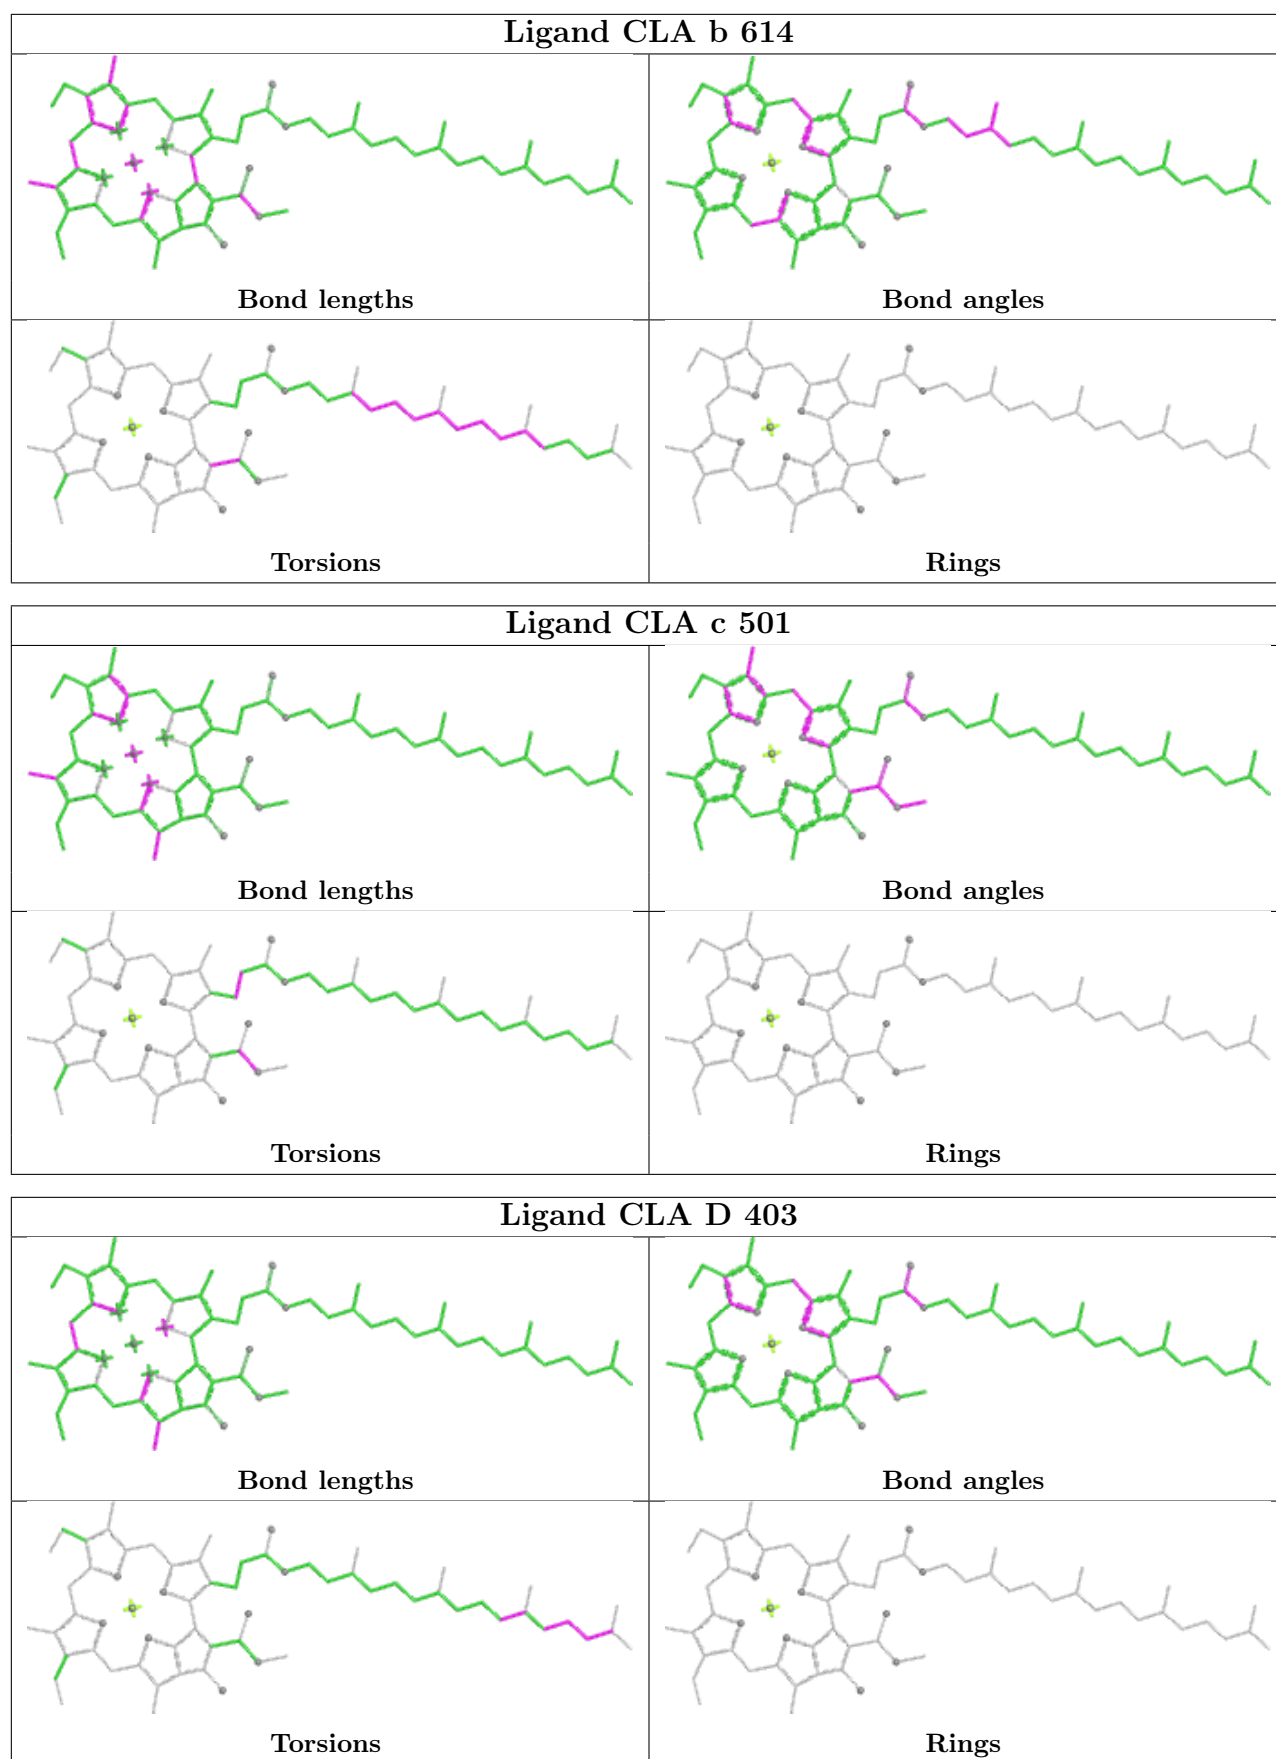 Ligand CLA b 614
Bond lengths
Bond angles
Torsions
Rings
Ligand CLA c 501
Bond lengths
Bond angles
Torsions
Rings
Ligand CLA D 403
Bond lengths
Bond angles
Torsions
Rings